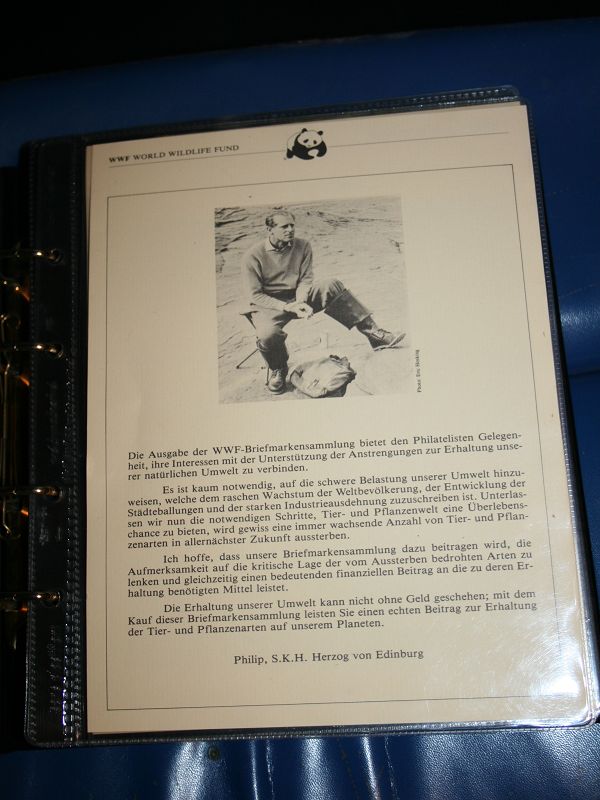 WWF WORLD WILDLIFE FUND
Photo: Eric Hosking
Die Ausgabe der WWF-Briefmarkensammlung bietet den Philatelisten Gelegen-
heit, ihre Interessen mit der Unterstützung der Anstrengungen zur Erhaltung unse-
rer natürlichen Umwelt zu verbinden.
Es ist kaum notwendig, auf die schwere Belastung unserer Umwelt hinzu-
weisen, welche dem raschen Wachstum der Weltbevölkerung, der Entwicklung der
Städteballungen und der starken Industrieausdehnung zuzuschreiben ist. Unterlas-
sen wir nun die notwendigen Schritte, Tier- und Pflanzenwelt eine Überlebens-
chance zu bieten, wird gewiss eine immer wachsende Anzahl von Tier- und Pflan-
zenarten in allernächster Zukunft aussterben.
Ich hoffe, dass unsere Briefmarkensammlung dazu beitragen wird, die
Aufmerksamkeit auf die kritische Lage der vom Aussterben bedrohten Arten zu
lenken und gleichzeitig einen bedeutenden finanziellen Beitrag an die zu deren Er-
haltung benötigten Mittel leistet.
Die Erhaltung unserer Umwelt kann nicht ohne Geld geschehen; mit dem
Kauf dieser Briefmarkensammlung leisten Sie einen echten Beitrag zur Erhaltung
der Tier- und Pflanzenarten auf unserem Planeten.
Philip, S.K.H. Herzog von Edinburg